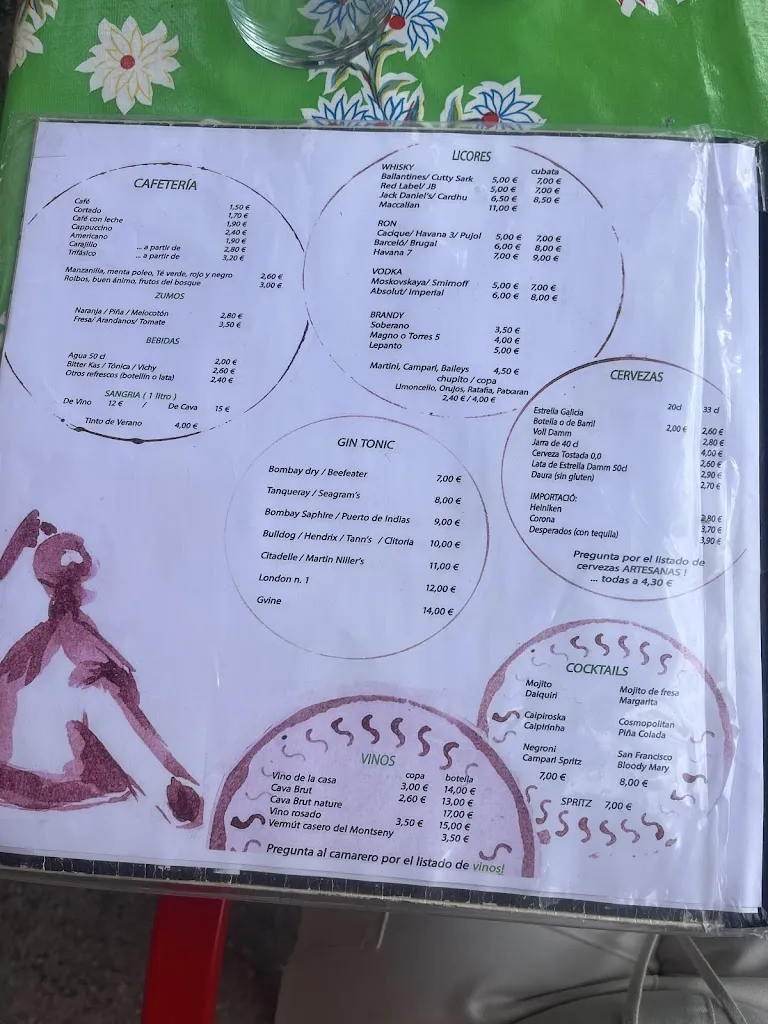 CAFETERÍA
Café 1,50 €
Cortado 1,70 €
Café con leche 1,90 €
Cappuccino 2,40 €
Americano 1,90 €
Carajillo ... a partir de 2,80 €
Trifásico ... a partir de 3,20 €
Manzanilla, menta poleo, Té verde, rojo y negro 2,60 €
Roibos, buen ánimo, frutos del bosque 3,00 €
ZUMOS
Naranja / Piña / Melocotón 2,80 €
Fresa/ Arandanos/ Tomate 3,50 €
BEBIDAS
Agua 50 cl 2,00 €
Bitter Kas / Tónica / Vichy 2,60 €
Otros refrescos (botellín o lata) 2,40 €
SANGRIA ( 1 litro )
De Vino 12 € / De Cava 15 €
Tinto de Verano 4,00 €
LICORES
WHISKY cubata
Ballantines/ Cutty Sark 5,00 € 7,00 €
Red Label/ JB 5,00 € 7,00 €
Jack Daniel's/ Cardhu 6,50 € 8,50 €
Maccallan 11,00 €
RON
Cacique/ Havana 3/ Pujol 5,00 € 7,00 €
Barceló/ Brugal 6,00 € 8,00 €
Havana 7 7,00 € 9,00 €
VODKA
Moskovskaya/ Smirnoff 5,00 € 7,00 €
Absolut/ Imperial 6,00 € 8,00 €
BRANDY
Soberano 3,50 €
Magno o Torres 5 4,00 €
Lepanto 5,00 €
Martini, Campari, Baileys 4,50 €
chupito / copa
Limoncello, Orujos, Ratafia, Patxaran
2,40 € / 4,00 €
GIN TONIC
Bombay dry / Beefeater 7,00 €
Tanqueray / Seagram's 8,00 €
Bombay Saphire / Puerto de Indias 9,00 €
Bulldog / Hendrix / Tann's / Clitoria 10,00 €
Citadelle / Martin Niller's 11,00 €
London n. 1 12,00 €
Gvine 14,00 €
CERVEZAS
20cl 33 cl
Estrella Galicia
Botella o de Barril 2,00 € 2,60 €
Voll Damm 2,80 €
Jarra de 40 cl 4,00 €
Cerveza Tostada 0,0 2,60 €
Lata de Estrella Damm 50cl 2,90 €
Daura (sin gluten) 2,70 €
IMPORTACIÓ:
Heiniken 2,80 €
Corona 3,70 €
Desperados (con tequila) 3,90 €
Pregunta por el listado de
cervezas ARTESANAS !
... todas a 4,30 €
COCKTAILS
Mojito Mojito de fresa
Daiquiri Margarita
Caipiroska Cosmopolitan
Caipirinha Piña Colada
Negroni San Francisco
Campari Spritz Bloody Mary
7,00 € 8,00 €
SPRITZ 7,00 €
VINOS
copa botella
Vino de la casa 3,00 € 14,00 €
Cava Brut 2,60 € 13,00 €
Cava Brut nature 17,00 €
Vino rosado 3,50 € 15,00 €
Vermút casero del Montseny 3,50 €
Pregunta al camarero por el listado de vinos!